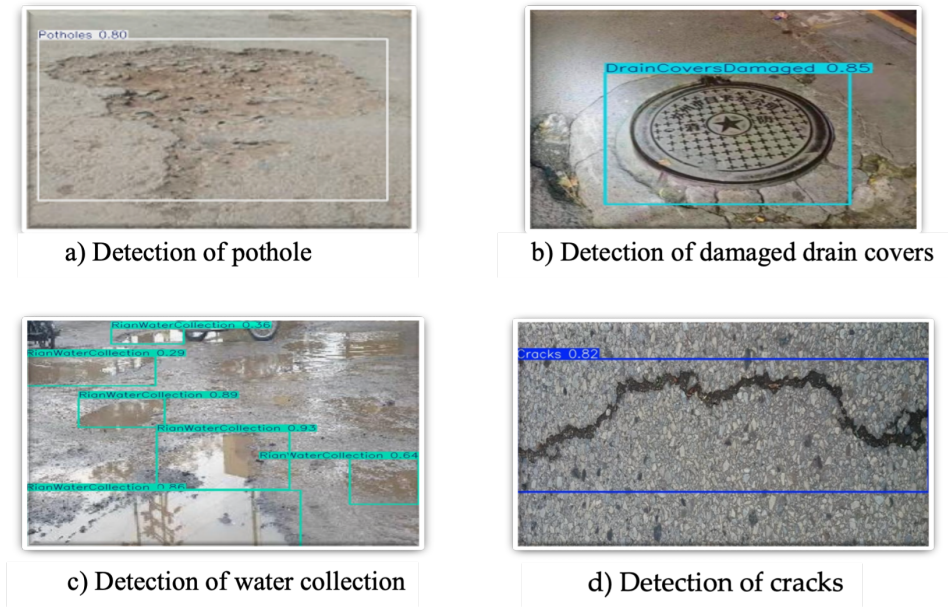 Potholes 0.80
DrainCoversDamaged 0.85
a) Detection of pothole
b) Detection of damaged drain covers
RianWaterCollection 0.36
RianWaterCollection 0.29
RianWaterCollection 0.89
RianWaterCollection 0.93
RianWaterCollection 0.64
RianWaterCollection 0.86
Cracks 0.82
c) Detection of water collection
d) Detection of cracks